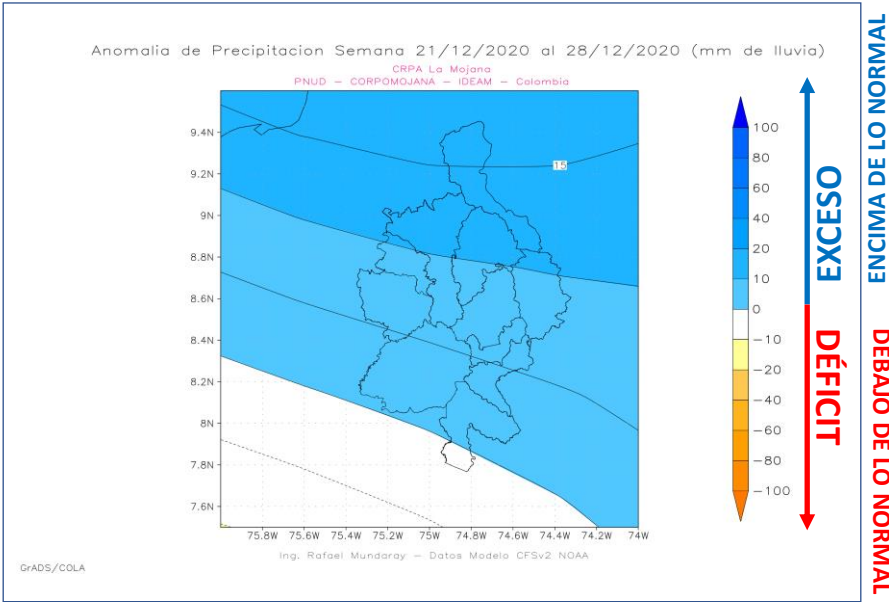 Anomalia de Precipitacion Semana 21/12/2020 al 28/12/2020 (mm de lluvia)
CRPA La Mojana
PNUD – CORPOMOJANA – IDEAM – Colombia
9.4N
9.2N
9N
8.8N
8.6N
8.4N
8.2N
8N
7.8N
7.6N
15
75.8W 75.6W 75.4W 75.2W 75W 74.8W 74.6W 74.4W 74.2W 74W
100
80
60
40
20
10
0
−10
−20
−40
−60
−80
−100
EXCESO
DÉFICIT
ENCIMA DE LO NORMAL
DEBAJO DE LO NORMAL
Ing. Rafael Mundaray – Datos Modelo CFSv2 NOAA
GrADS/COLA